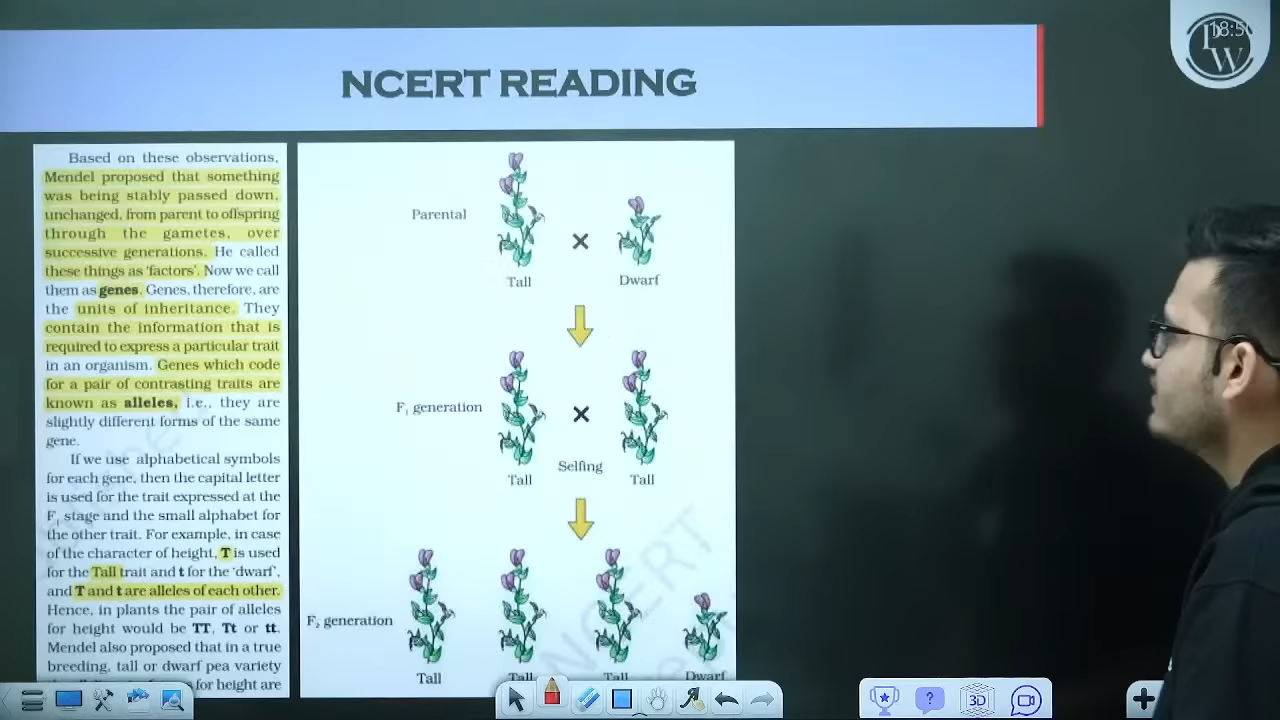 18:5
NCERT READING
Based on these observations,
Mendel proposed that something
was being stably passed down,
unchanged, from parent to offspring
through the gametes, over
successive generations. He called
these things as 'factors'. Now we call
them as genes. Genes, therefore, are
the units of inheritance. They
contain the information that is
required to express a particular trait
in an organism. Genes which code
for a pair of contrasting traits are
known as alleles, i.e., they are
slightly different forms of the same
gene.
If we use alphabetical symbols
for each gene, then the capital letter
is used for the trait expressed at the
F₁ stage and the small alphabet for
the other trait. For example, in case
of the character of height, T is used
for the Tall trait and t for the 'dwarf',
and T and t are alleles of each other.
Hence, in plants the pair of alleles
for height would be TT, Tt or tt.
Mendel also proposed that in a true
breeding, tall or dwarf pea variety
for height are
Parental
Tall
Dwarf
F₁ generation
Tall
Selfing
Tall
F₂ generation
Tall
Tall
Tall
Dwarf
NCERT
3D